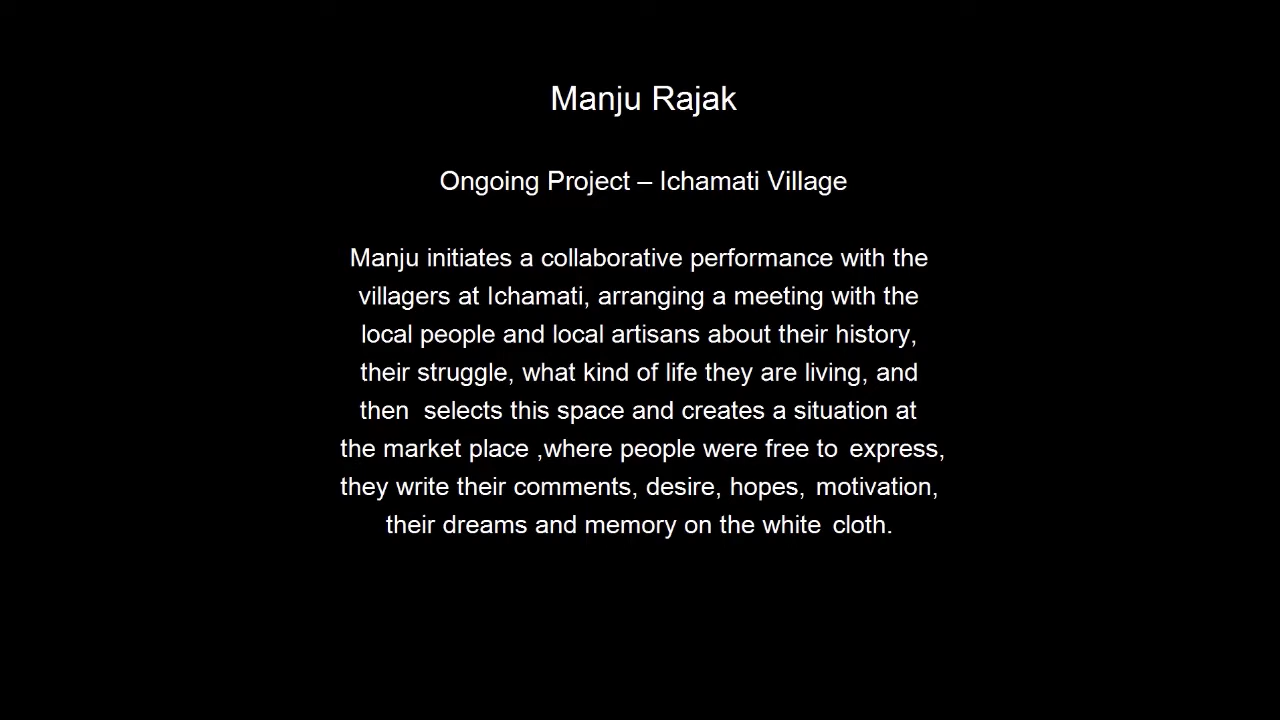 Manju Rajak
Ongoing Project – Ichamati Village
Manju initiates a collaborative performance with the
villagers at Ichamati, arranging a meeting with the
local people and local artisans about their history,
their struggle, what kind of life they are living, and
then selects this space and creates a situation at
the market place ,where people were free to express,
they write their comments, desire, hopes, motivation,
their dreams and memory on the white cloth.